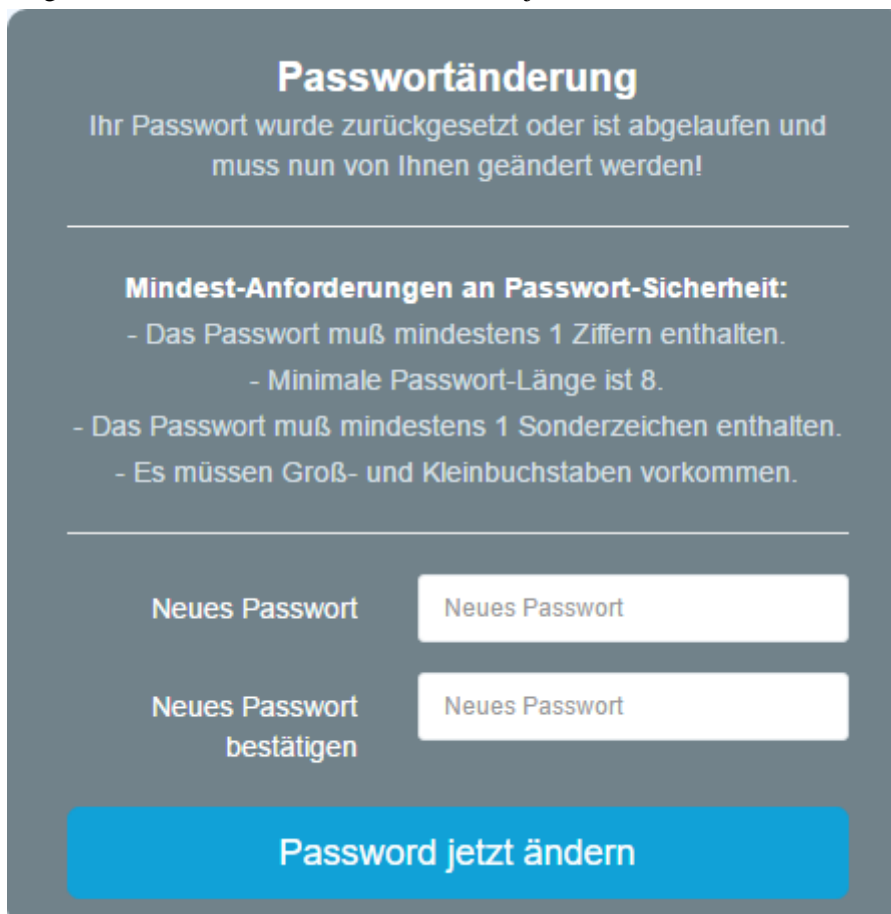 Passwortänderung
Ihr Passwort wurde zurückgesetzt oder ist abgelaufen und
muss nun von Ihnen geändert werden!
Mindest-Anforderungen an Passwort-Sicherheit:
- Das Passwort muß mindestens 1 Ziffern enthalten.
- Minimale Passwort-Länge ist 8.
- Das Passwort muß mindestens 1 Sonderzeichen enthalten.
- Es müssen Groß- und Kleinbuchstaben vorkommen.
Neues Passwort
Neues Passwort
Neues Passwort
bestätigen
Neues Passwort
Password jetzt ändern